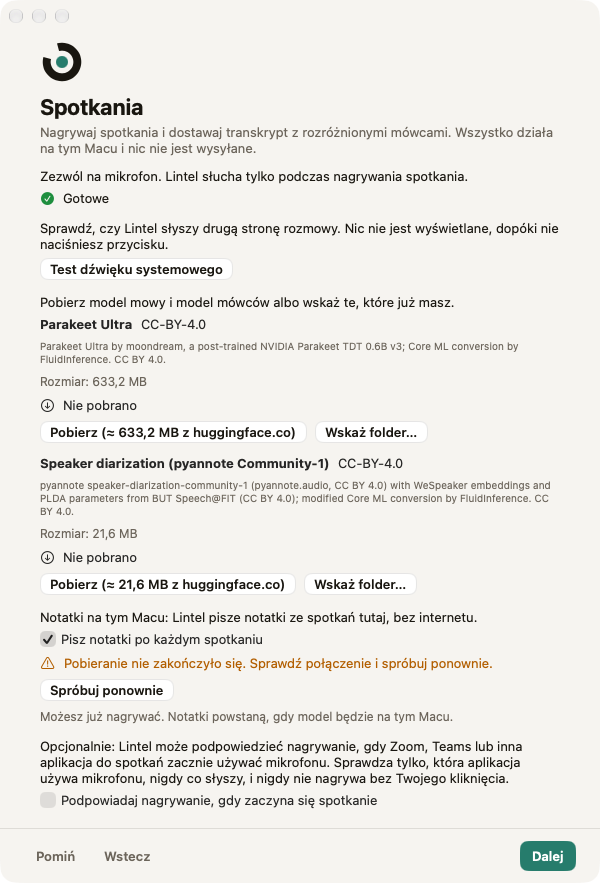 Spotkania
Nagrywaj spotkania i dostawaj transkrypt z rozróżnionymi mówcami. Wszystko działa
na tym Macu i nic nie jest wysyłane.
Zezwól na mikrofon. Lintel słucha tylko podczas nagrywania spotkania.
Gotowe
Sprawdź, czy Lintel słyszy drugą stronę rozmowy. Nic nie jest wyświetlane, dopóki nie
naciśniesz przycisku.
Test dźwięku systemowego
Pobierz model mowy i model mówców albo wskaż te, które już masz.
Parakeet Ultra CC-BY-4.0
Parakeet Ultra by moondream, a post-trained NVIDIA Parakeet TDT 0.6B v3; Core ML conversion by
FluidInference. CC BY 4.0.
Rozmiar: 633,2 MB
Nie pobrano
Pobierz (≈ 633,2 MB z huggingface.co) Wskaż folder...
Speaker diarization (pyannote Community-1) CC-BY-4.0
pyannote speaker-diarization-community-1 (pyannote.audio, CC BY 4.0) with WeSpeaker embeddings and
PLDA parameters from BUT Speech@FIT (CC BY 4.0); modified Core ML conversion by FluidInference. CC
BY 4.0.
Rozmiar: 21,6 MB
Nie pobrano
Pobierz (≈ 21,6 MB z huggingface.co) Wskaż folder...
Notatki na tym Macu: Lintel pisze notatki ze spotkań tutaj, bez internetu.
Pisz notatki po każdym spotkaniu
Pobieranie nie zakończyło się. Sprawdź połączenie i spróbuj ponownie.
Spróbuj ponownie
Możesz już nagrywać. Notatki powstaną, gdy model będzie na tym Macu.
Opcjonalnie: Lintel może podpowiedzieć nagrywanie, gdy Zoom, Teams lub inna
aplikacja do spotkań zacznie używać mikrofonu. Sprawdza tylko, która aplikacja
używa mikrofonu, nigdy co słyszy, i nigdy nie nagrywa bez Twojego kliknięcia.
Podpowiadaj nagrywanie, gdy zaczyna się spotkanie
Pomiń Wstecz Dalej